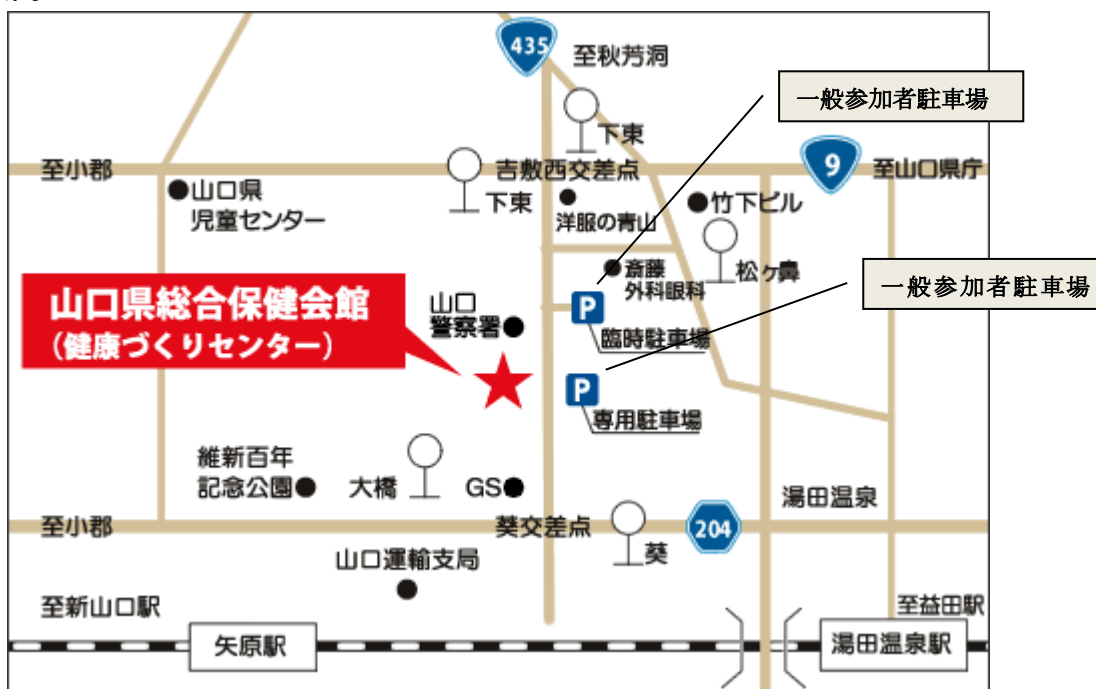 435
至秋芳洞
一般参加者駐車場
下東
至小郡
吉敷西交差点
9
至山口県庁
山口県
児童センター
下東
洋服の青山
竹下ビル
斎藤
外科眼科
松ヶ鼻
一般参加者駐車場
山口県総合保健会館
(健康づくりセンター)
山口
警察署
P
臨時駐車場
P
専用駐車場
維新百年
記念公園
大橋
GS
湯田温泉
至小郡
葵交差点
204
葵
山口運輸支局
至新山口駅
至益田駅
矢原駅
湯田温泉駅